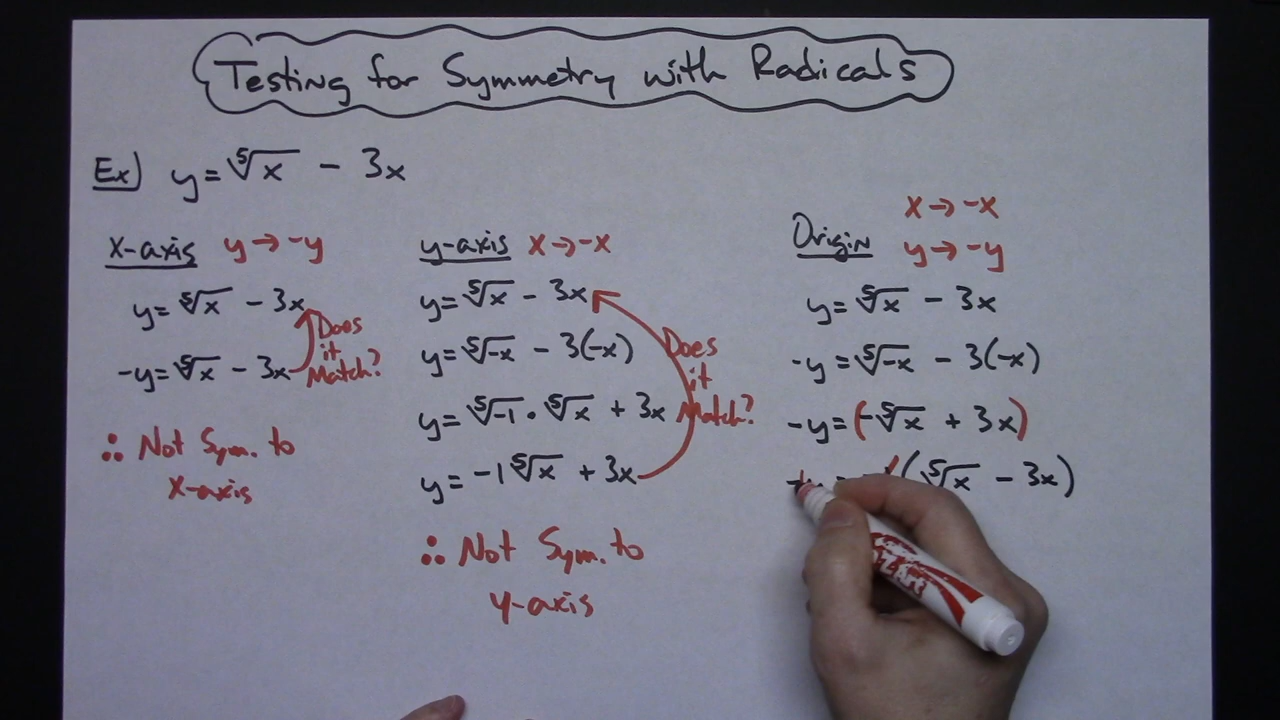 Testing for Symmetry with Radicals
Ex) y = ⁵√x - 3x
x-axis y → -y
y = ⁵√x - 3x
-y = ⁵√x - 3x
Does
it
Match?
∴ Not Sym. to
x-axis
y-axis x → -x
y = ⁵√x - 3x
y = ⁵√-x - 3(-x)
y = ⁵√-1 · ⁵√x + 3x
y = -1 ⁵√x + 3x
Does
it
Match?
∴ Not Sym. to
y-axis
x → -x
Origin y → -y
y = ⁵√x - 3x
-y = ⁵√-x - 3(-x)
-y = (-⁵√x + 3x)
(⁵√x - 3x)